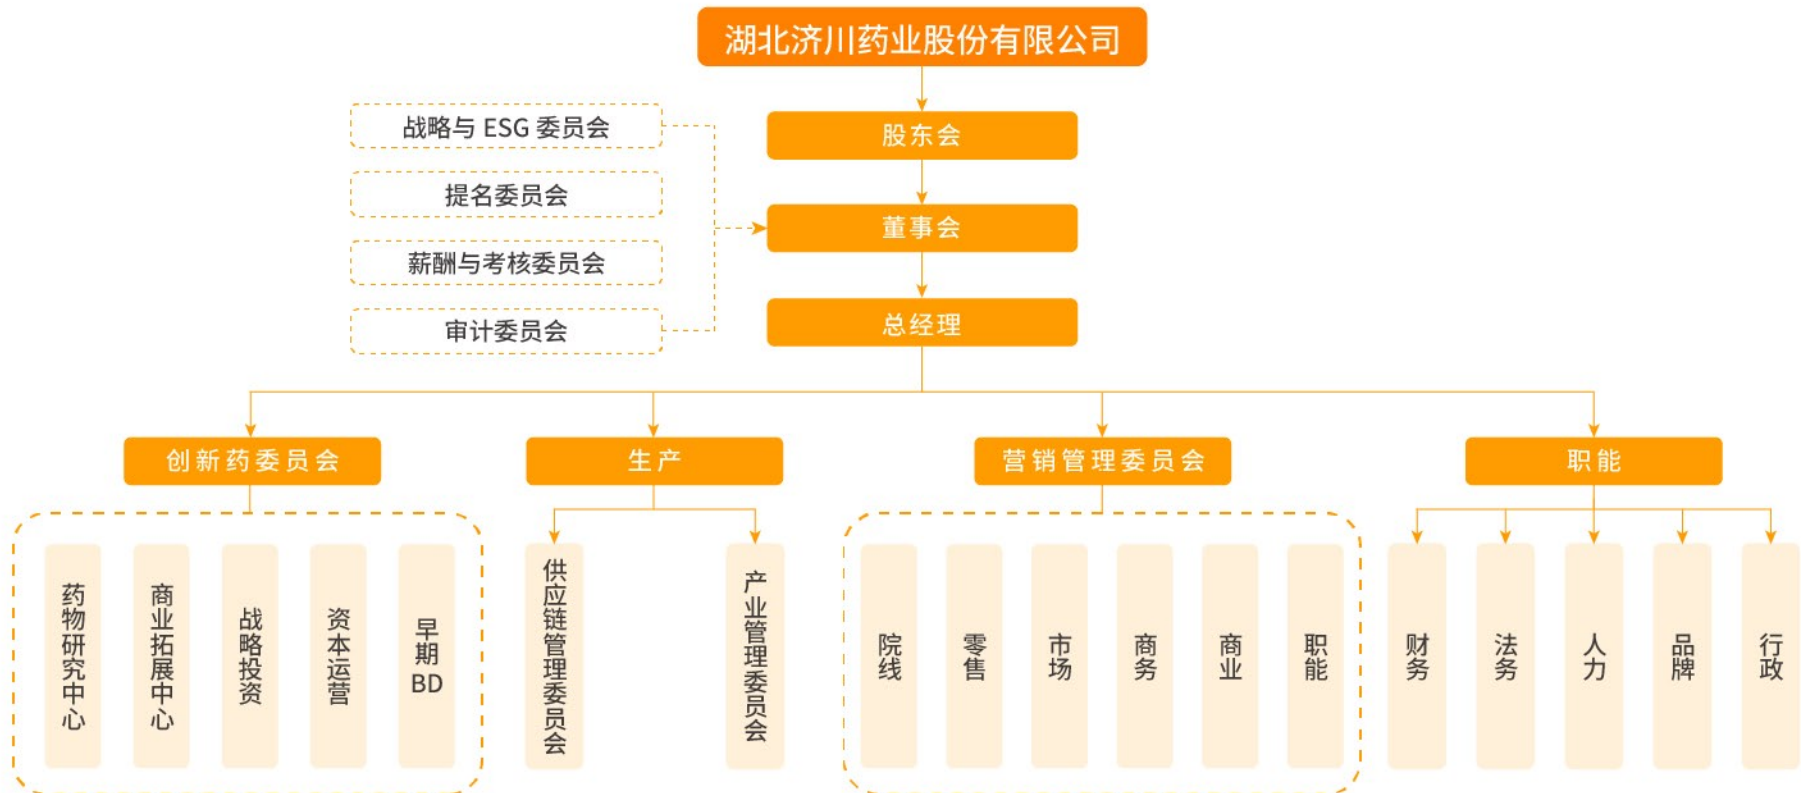 湖北济川药业股份有限公司
股东会
董事会
总经理
战略与 ESG 委员会
提名委员会
薪酬与考核委员会
审计委员会
创新药委员会
生产
营销管理委员会
职能
药物研究中心
商业拓展中心
战略投资
资本运营
早期
BD
供应链管理委员会
产业管理委员会
院线
零售
市场
商务
商业
职能
财务
法务
人力
品牌
行政